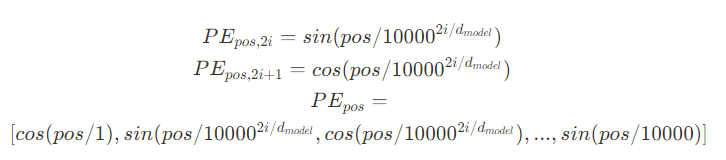 PE_{pos,2i} = sin(pos/10000^{2i/d_{model}})
PE_{pos,2i+1} = cos(pos/10000^{2i/d_{model}})
PE_{pos} =
[cos(pos/1), sin(pos/10000^{2i/d_{model}}, cos(pos/10000^{2i/d_{model}}), ..., sin(pos/10000)]